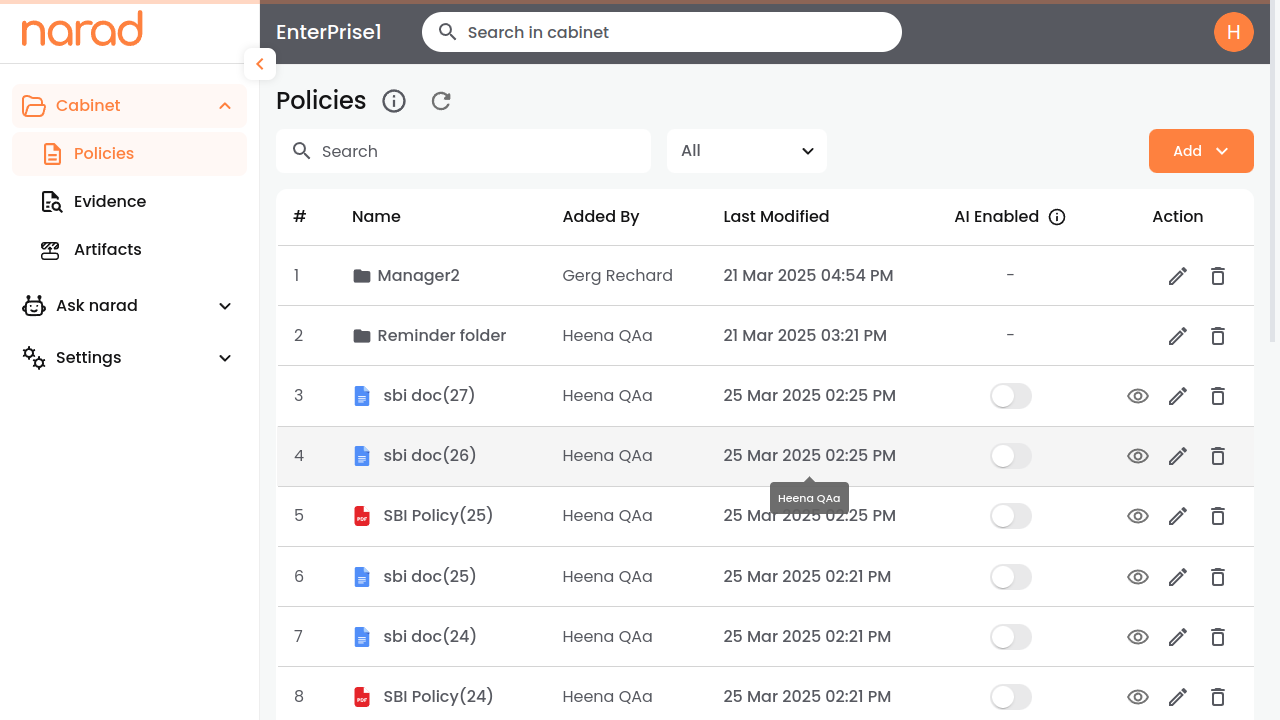 narad
EnterPrise1
Search in cabinet
H
Cabinet
Policies
Evidence
Artifacts
Ask narad
Settings
Policies
Search
All
Add
# Name Added By Last Modified AI Enabled Action
1 Manager2 Gerg Rechard 21 Mar 2025 04:54 PM -
2 Reminder folder Heena QAa 21 Mar 2025 03:21 PM -
3 sbi doc(27) Heena QAa 25 Mar 2025 02:25 PM
4 sbi doc(26) Heena QAa 25 Mar 2025 02:25 PM
Heena QAa
5 SBI Policy(25) Heena QAa 25 Mar 2025 02:25 PM
6 sbi doc(25) Heena QAa 25 Mar 2025 02:21 PM
7 sbi doc(24) Heena QAa 25 Mar 2025 02:21 PM
8 SBI Policy(24) Heena QAa 25 Mar 2025 02:21 PM